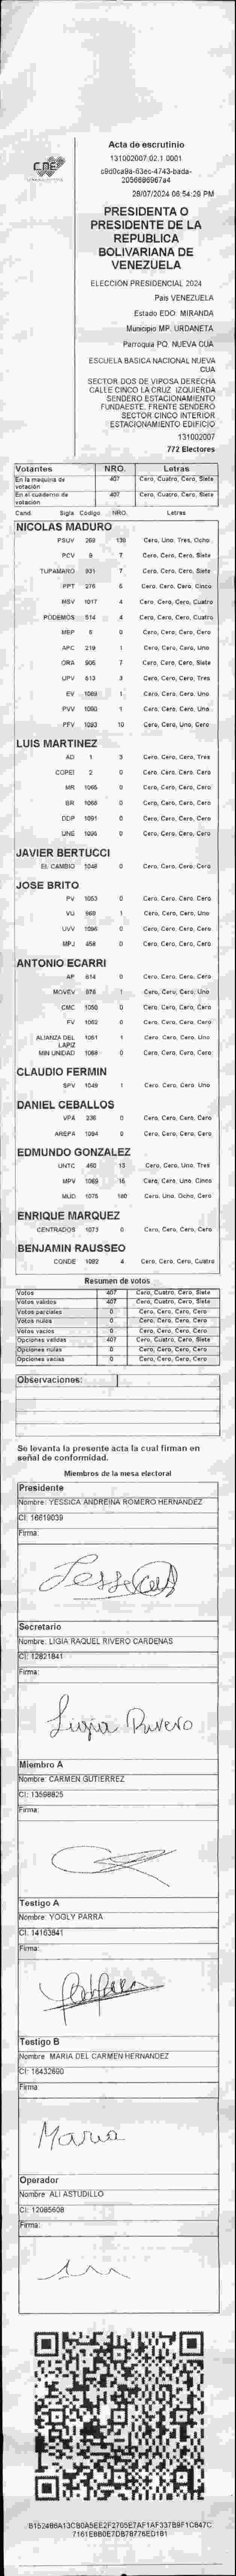 CNE
Acta de escrutinio
131002007.02.1.0001
28/07/2024 06:54:29 PM
PRESIDENTA O
PRESIDENTE DE LA
REPUBLICA
BOLIVARIANA DE
VENEZUELA
ELECCIÓN PRESIDENCIAL 2024
País VENEZUELA
Estado EDO. MIRANDA
Municipio MP. URDANETA
Parroquia PQ. NUEVA CUA
ESCUELA BASICA NACIONAL NUEVA
CUA
SECTOR DOS DE VIPOSA DERECHA
CALLE CINCO LA CRUZ. IZQUIERDA
SENDERO ESTACIONAMIENTO
FUNDAESTE. FRENTE SENDERO
SECTOR CINCO INTERIOR
ESTACIONAMIENTO EDIFICIO
131002007
772 Electores
Votantes NRO. Letras
En la maquina de votación 407 Cero, Cuatro, Cero, Siete
En el cuaderno de votación 407 Cero, Cuatro, Cero, Siete
Cand. Sigla Código NRO. Letras
NICOLAS MADURO
PSUV 268 138 Cero, Uno, Tres, Ocho
PCV 9 7 Cero, Cero, Cero, Siete
TUPAMARO 931 7 Cero, Cero, Cero, Siete
PPT 276 5 Cero, Cero, Cero, Cinco
MSV 1017 4 Cero, Cero, Cero, Cuatro
PODEMOS 514 4 Cero, Cero, Cero, Cuatro
MEP 6 0 Cero, Cero, Cero, Cero
APC 219 1 Cero, Cero, Cero, Uno
ORA 906 7 Cero, Cero, Cero, Siete
UPV 613 3 Cero, Cero, Cero, Tres
EV 1089 1 Cero, Cero, Cero, Uno
PVV 1080 1 Cero, Cero, Cero, Uno
PFV 1093 10 Cero, Cero, Uno, Cero
LUIS MARTINEZ
AD 1 3 Cero, Cero, Cero, Tres
COPEI 2 0 Cero, Cero, Cero, Cero
MR 1065 0 Cero, Cero, Cero, Cero
BR 1066 0 Cero, Cero, Cero, Cero
DDP 1091 0 Cero, Cero, Cero, Cero
UNE 0 Cero, Cero, Cero, Cero
JAVIER BERTUCCI
EL CAMBIO 1048 0 Cero, Cero, Cero, Cero
JOSE BRITO
PV 1053 0 Cero, Cero, Cero, Cero
VU 969 1 Cero, Cero, Cero, Uno
UVV 1096 0 Cero, Cero, Cero, Cero
MPJ 458 0 Cero, Cero, Cero, Cero
ANTONIO ECARRI
AP 614 0 Cero, Cero, Cero, Cero
MOVEV 978 1 Cero, Cero, Cero, Uno
CMC 1050 0 Cero, Cero, Cero, Cero
FV 1052 0 Cero, Cero, Cero, Cero
ALIANZA DEL LAPIZ 1051 1 Cero, Cero, Cero, Uno
MIN UNIDAD 1068 0 Cero, Cero, Cero, Cero
CLAUDIO FERMIN
SPV 1049 1 Cero, Cero, Cero, Uno
DANIEL CEBALLOS
VPA 236 0 Cero, Cero, Cero, Cero
AREPA 1084 0 Cero, Cero, Cero, Cero
EDMUNDO GONZALEZ
UNTC 450 13 Cero, Cero, Uno, Tres
MPV 1069 15 Cero, Cero, Uno, Cinco
MUD 1075 180 Cero, Uno, Ocho, Cero
ENRIQUE MARQUEZ
CENTRADOS 1073 0 Cero, Cero, Cero, Cero
BENJAMIN RAUSSEO
CONDE 1082 4 Cero, Cero, Cero, Cuatro
Resumen de votos
Votos 407 Cero, Cuatro, Cero, Siete
Votos validos 407 Cero, Cuatro, Cero, Siete
Votos parciales 0 Cero, Cero, Cero, Cero
Votos nulos 0 Cero, Cero, Cero, Cero
Votos vacios 0 Cero, Cero, Cero, Cero
Opciones validas 407 Cero, Cuatro, Cero, Siete
Opciones nulas 0 Cero, Cero, Cero, Cero
Opciones vacias 0 Cero, Cero, Cero, Cero
Observaciones:
Se levanta la presente acta la cual firman en
señal de conformidad.
Miembros de la mesa electoral
Presidente
Nombre: YESSICA ANDREINA ROMERO HERNANDEZ
CI: 16619039
Firma:
Secretario
Nombre: LIGIA RAQUEL RIVERO CARDENAS
CI: 12821841
Firma:
Ligia Rivero
Miembro A
Nombre: CARMEN GUTIERREZ
CI: 13598825
Firma:
Testigo A
Nombre: YOGLY PARRA
CI: 14163841
Firma:
Testigo B
Nombre: MARIA DEL CARMEN HERNANDEZ
CI: 16432690
Firma
Maria
Operador
Nombre: ALI ASTUDILLO
CI: 12085608
Firma: